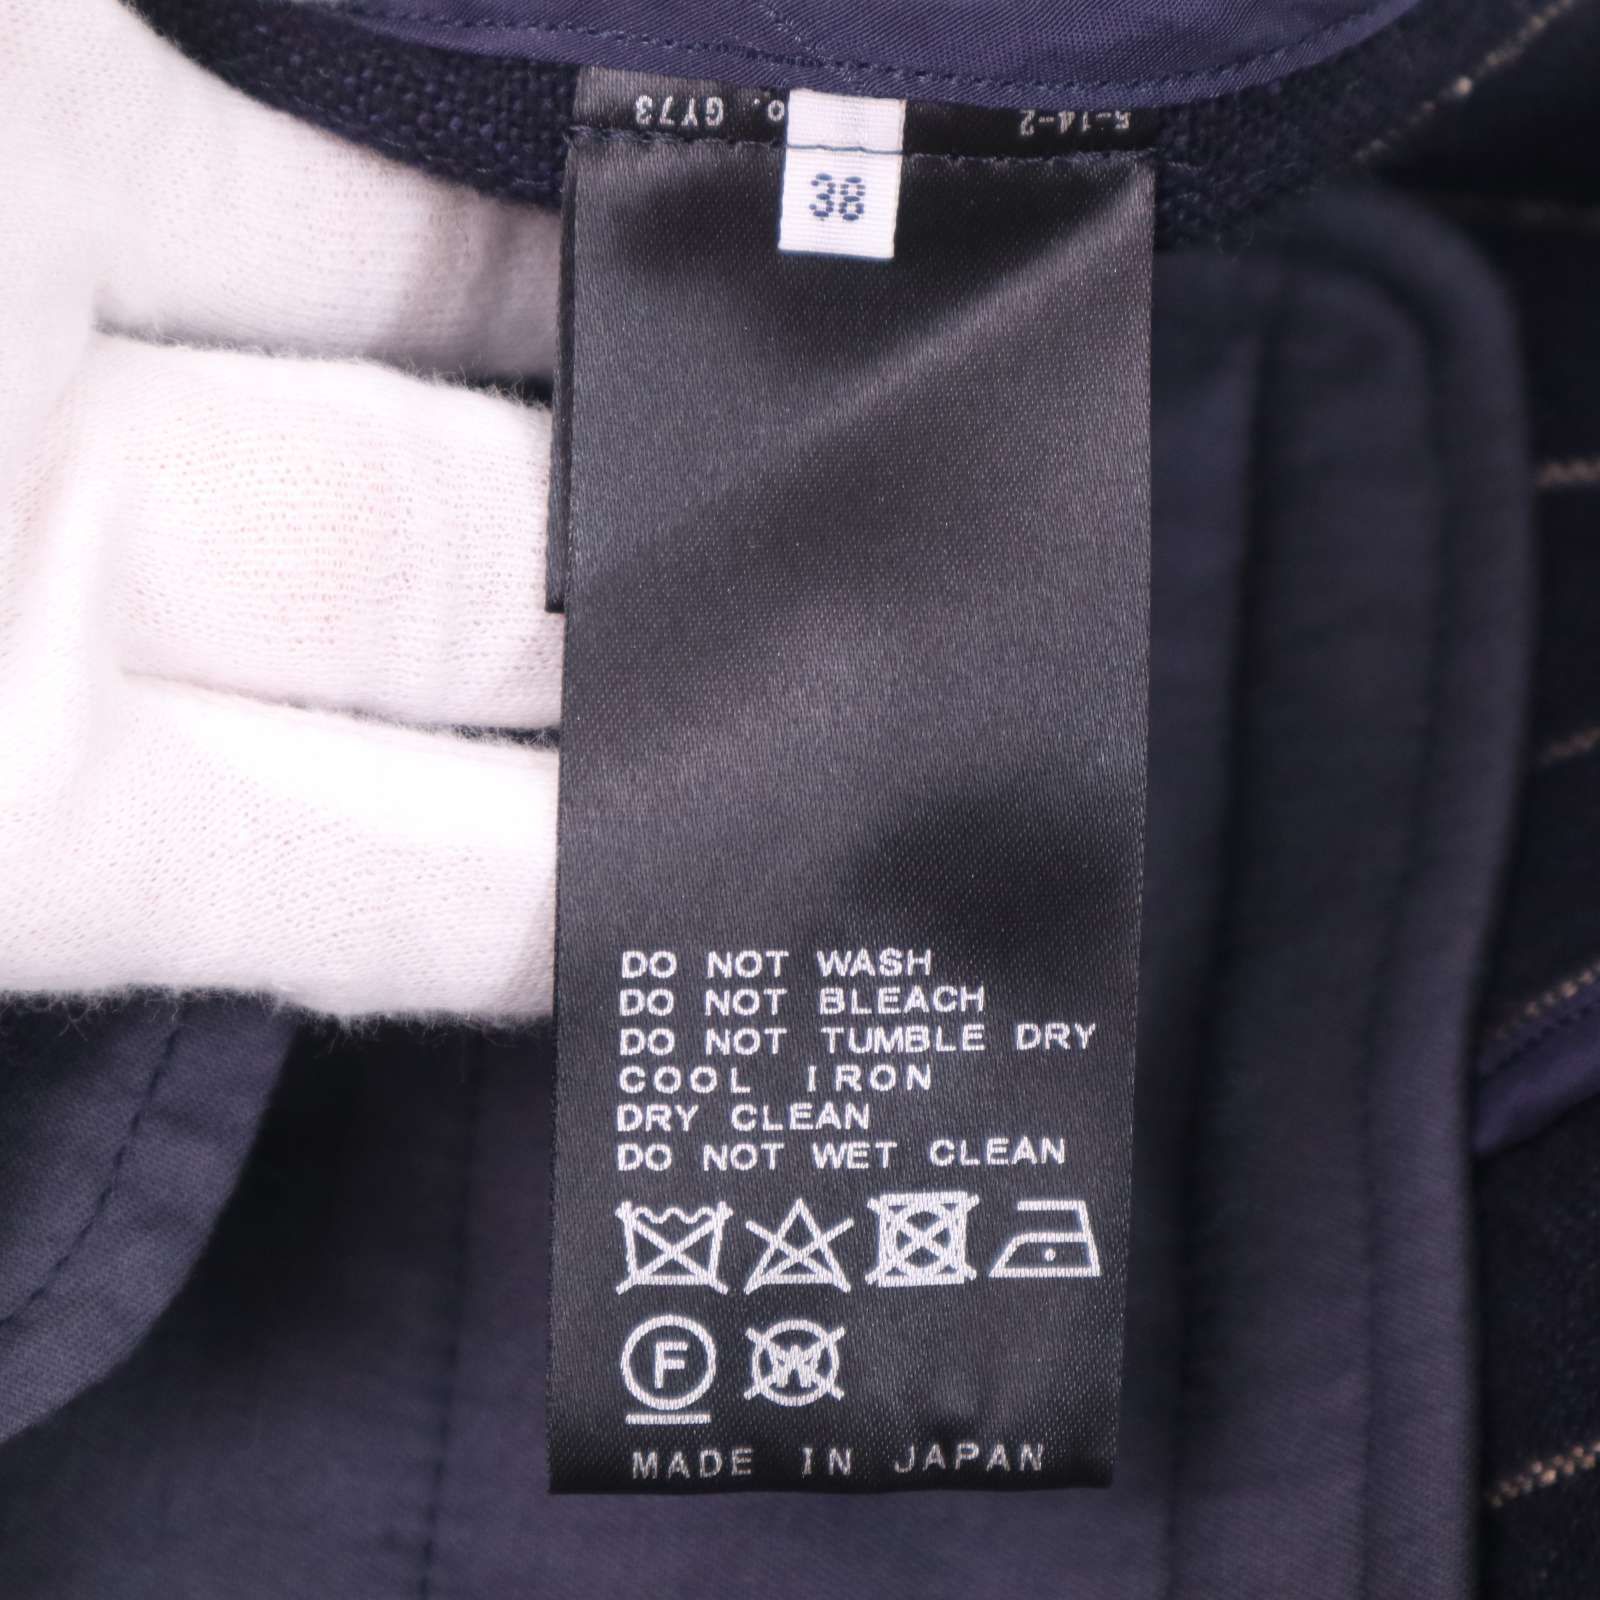 GY73
38
DO NOT WASH
DO NOT BLEACH
DO NOT TUMBLE DRY
COOL IRON
DRY CLEAN
DO NOT WET CLEAN
F W
MADE IN JAPAN